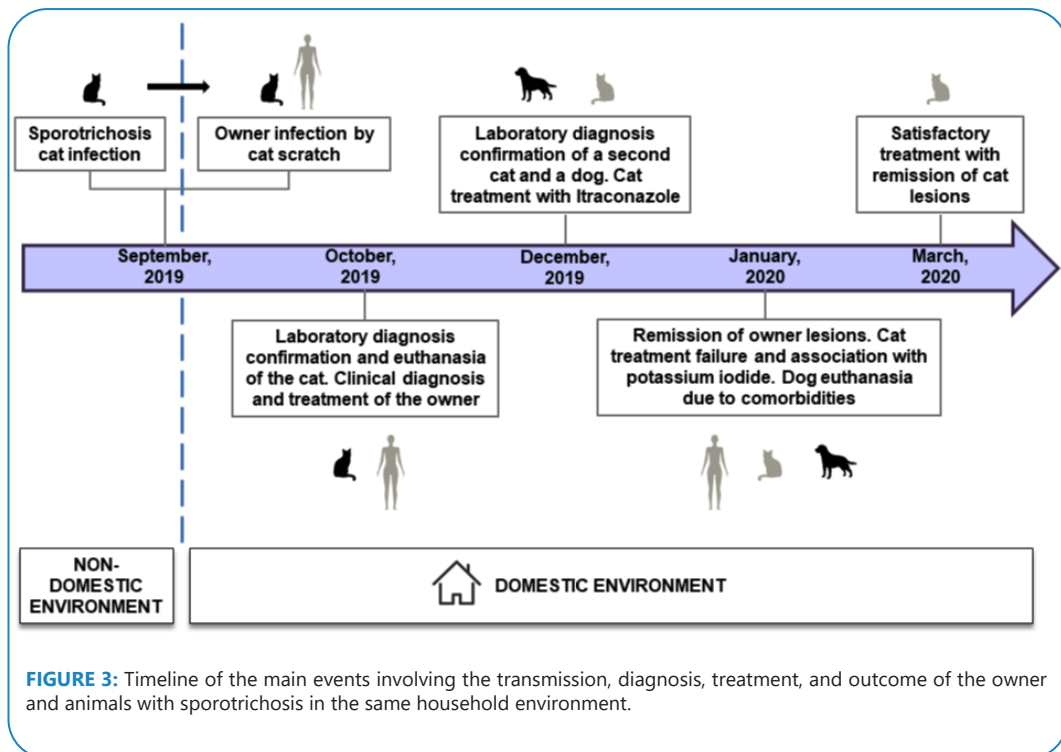 Sporotrichosis
cat infection
Owner infection by
cat scratch
Laboratory diagnosis
confirmation of a second
cat and a dog. Cat
treatment with Itraconazole
Satisfactory
treatment with
remission of cat
lesions
September,
2019
October,
2019
December,
2019
January,
2020
March,
2020
Laboratory diagnosis
confirmation and euthanasia
of the cat. Clinical diagnosis
and treatment of the owner
Remission of owner lesions. Cat
treatment failure and association with
potassium iodide. Dog euthanasia
due to comorbidities
NON-
DOMESTIC
ENVIRONMENT
DOMESTIC ENVIRONMENT
FIGURE 3: Timeline of the main events involving the transmission, diagnosis, treatment, and outcome of the owner
and animals with sporotrichosis in the same household environment.